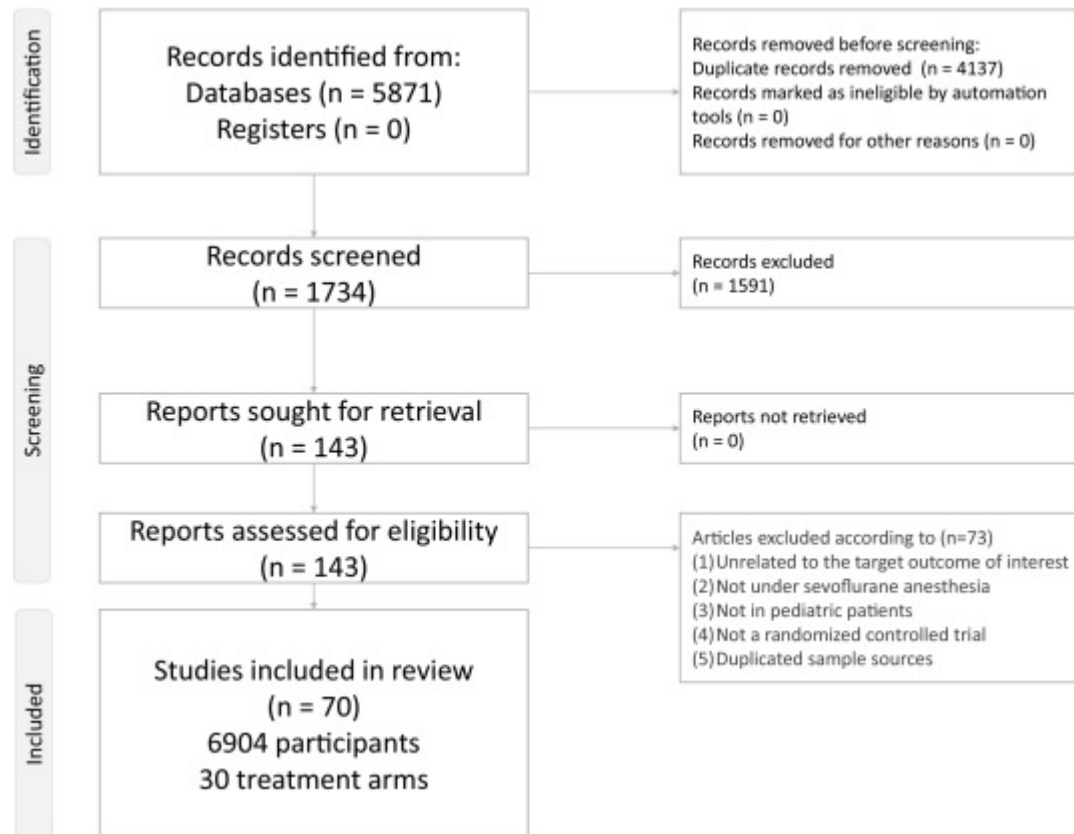 Identification
Records identified from:
Databases (n = 5871)
Registers (n = 0)
Records removed before screening:
Duplicate records removed (n = 4137)
Records marked as ineligible by automation
tools (n = 0)
Records removed for other reasons (n = 0)
Screening
Records screened
(n = 1734)
Records excluded
(n = 1591)
Reports sought for retrieval
(n = 143)
Reports not retrieved
(n = 0)
Reports assessed for eligibility
(n = 143)
Articles excluded according to (n=73)
(1)Unrelated to the target outcome of interest
(2)Not under sevoflurane anesthesia
(3)Not in pediatric patients
(4)Not a randomized controlled trial
(5)Duplicated sample sources
Included
Studies included in review
(n = 70)
6904 participants
30 treatment arms